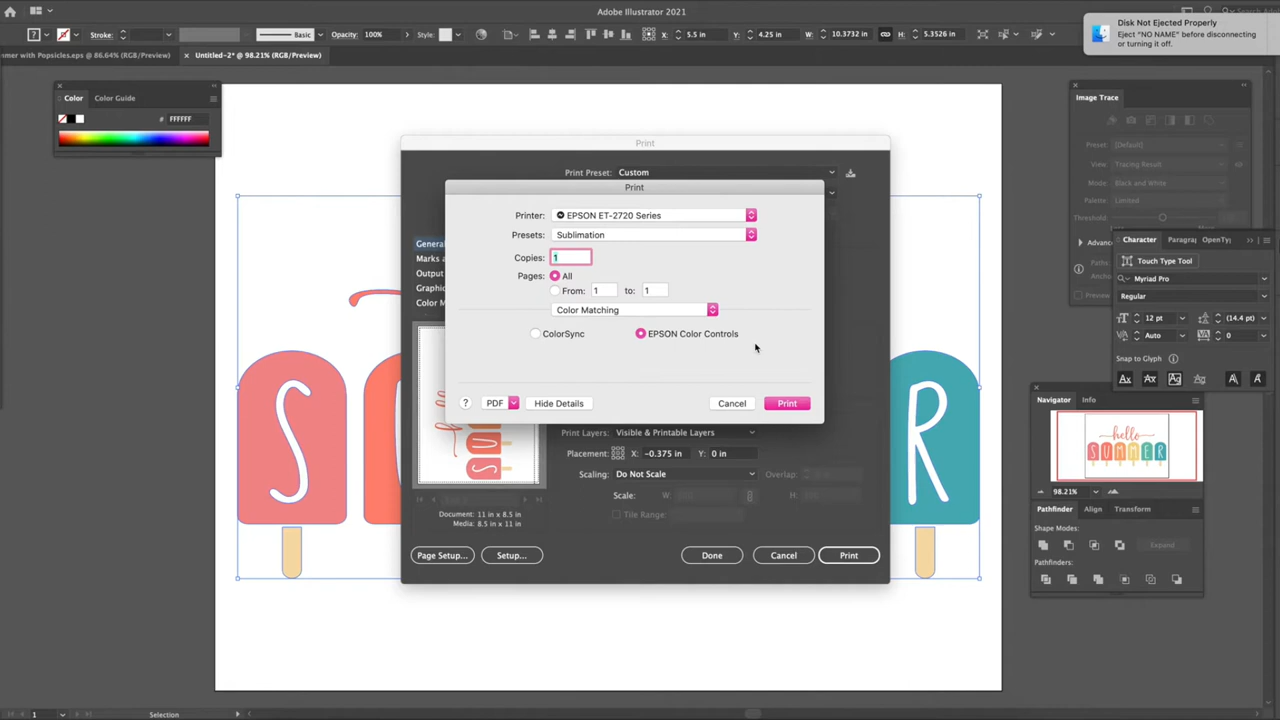 Adobe Illustrator 2021
Disk Not Ejected Properly
Eject "NO NAME" before disconnecting
or turning it off.
Stroke:
Basic
Opacity: 100%
Style:
X: 5.5 in
Y: 4.25 in
W: 10.3732 in
H: 5.3526 in
mer with Popsicles.eps @ 86.64% (RGB/Preview)
× Untitled-2* @ 98.21% (RGB/Preview)
Color
Color Guide
# FFFFFF
Print
Print Preset: Custom
Print
Printer: EPSON ET-2720 Series
Presets: Sublimation
Copies: 1
Pages: All
From: 1 to: 1
Color Matching
ColorSync
EPSON Color Controls
? PDF Hide Details Cancel Print
General
Marks a
Output
Graphic
Color M
Print Layers: Visible & Printable Layers
Placement: X: -0.375 in Y: 0 in
Scaling: Do Not Scale
Overlap:
Scale: W: H:
Tile Range:
Document: 11 in x 8.5 in
Media: 8.5 in x 11 in
Page Setup... Setup... Done Cancel Print
S
R
Image Trace
Preset: [Default]
View: Tracing Result
Mode: Black and White
Palette: Limited
Threshold:
Advanc
Character Paragra OpenTy
Touch Type Tool
Myriad Pro
Regular
12 pt (14.4 pt)
Auto 0
Snap to Glyph
Navigator Info
hello
SUMMER
98.21%
Pathfinder Align Transform
Shape Modes:
Expand
Pathfinders:
1
Selection